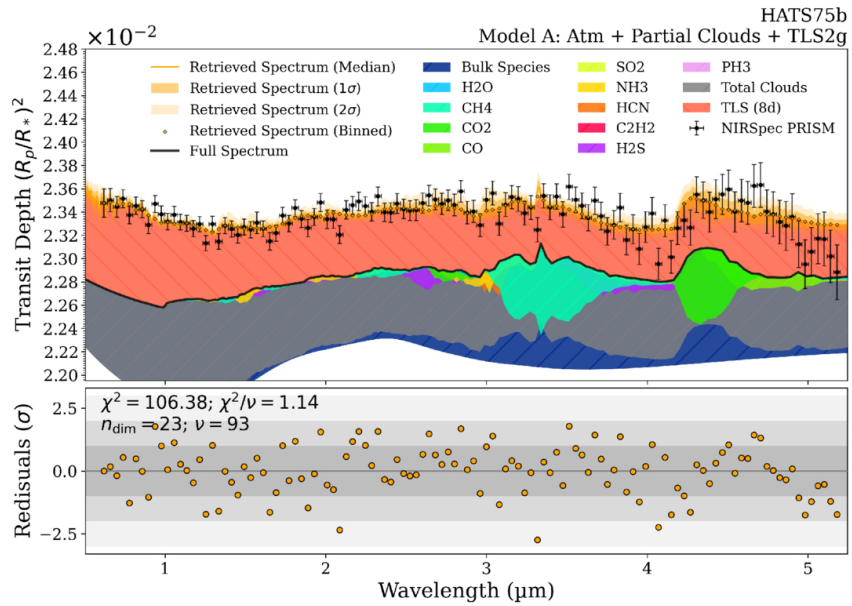 HATS75b
Model A: Atm + Partial Clouds + TLS2g
×10⁻²
2.48
2.46
2.44
2.42
2.40
2.38
2.36
2.34
2.32
2.30
2.28
2.26
2.24
2.22
2.20
Transit Depth (Rp/R*)²
Retrieved Spectrum (Median)
Retrieved Spectrum (1σ)
Retrieved Spectrum (2σ)
Retrieved Spectrum (Binned)
Full Spectrum
Bulk Species
H2O
CH4
CO2
CO
SO2
NH3
HCN
C2H2
H2S
PH3
Total Clouds
TLS (8d)
NIRSpec PRISM
χ² = 106.38; χ²/ν = 1.14
n_dim = 23; ν = 93
2.5
0.0
−2.5
Redisuals (σ)
1
2
3
4
5
Wavelength (μm)